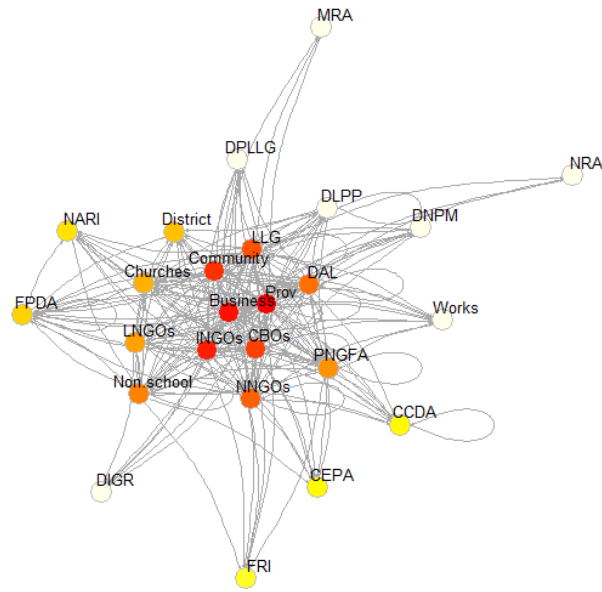 MRA
DPLLG
NRA
DLPP
NARI
District
DNPM
LLG
Community
Churches
DAL
Prov
Business
FPDA
Works
LNGOs
INGOs
CBOs
PNGFA
Non.school
NNGOs
CCDA
CEPA
DIGR
FRI